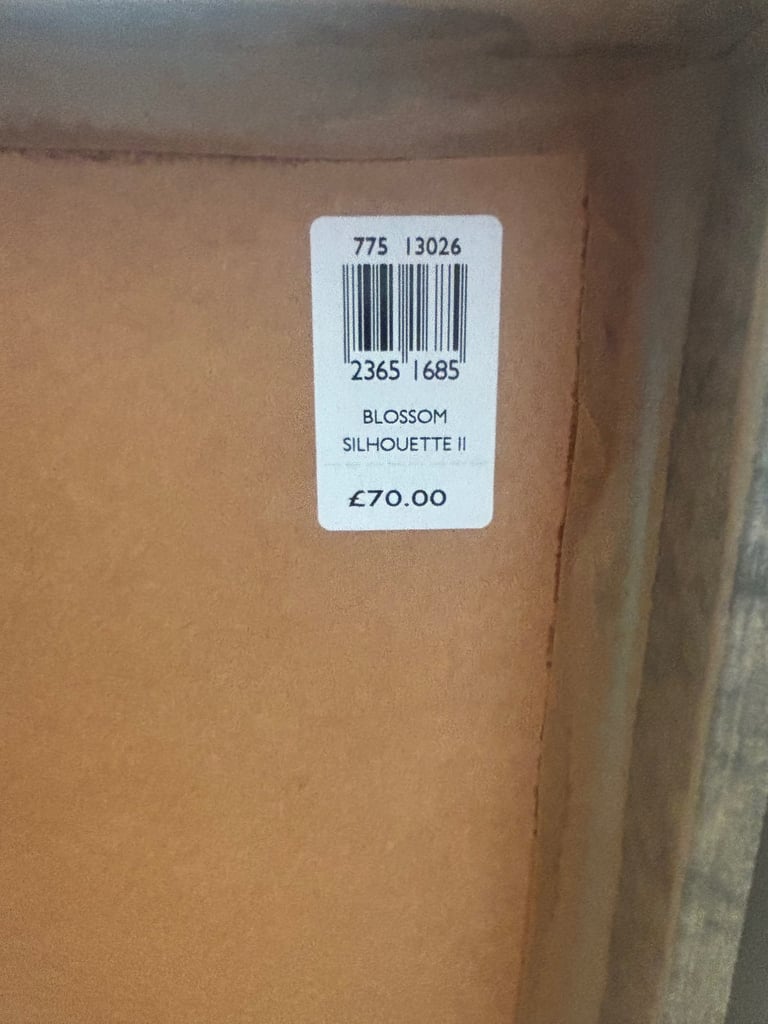 775 13026
2365 1685
BLOSSOM
SILHOUETTE II
£70.00